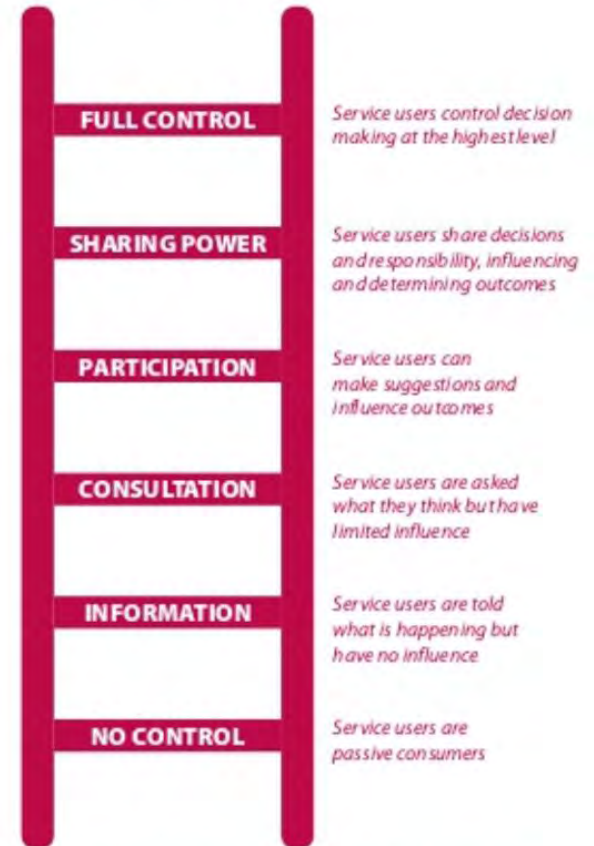 FULL CONTROL
Service users control decision
making at the highest level
SHARING POWER
Service users share decisions
and responsibility, influencing
and determining outcomes
PARTICIPATION
Service users can
make suggestions and
influence outcomes
CONSULTATION
Service users are asked
what they think but have
limited influence
INFORMATION
Service users are told
what is happening but
have no influence
NO CONTROL
Service users are
passive consumers